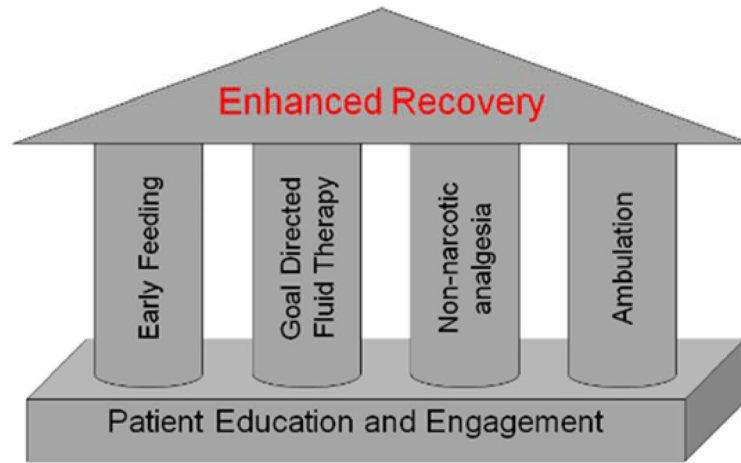 Enhanced Recovery
Early Feeding
Goal Directed
Fluid Therapy
Non-narcotic
analgesia
Ambulation
Patient Education and Engagement